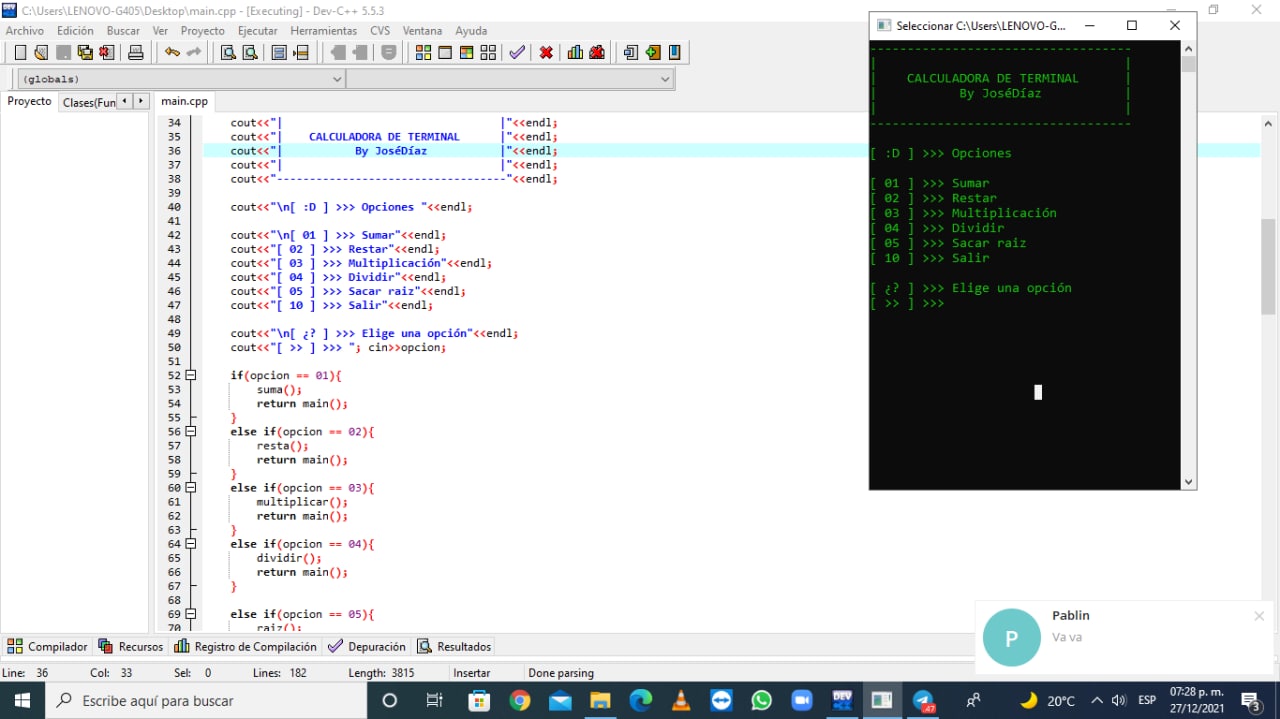 C:\Users\LENOVO-G405\Desktop\main.cpp - [Executing] - Dev-C++ 5.5.3
Archivo Edición Buscar Ver Proyecto Ejecutar Herramientas CVS Ventana Ayuda
(globals)
Proyecto Clases(Fun main.cpp
34 cout<<"| |"<<endl;
35 cout<<"| CALCULADORA DE TERMINAL |"<<endl;
36 cout<<"| By JoséDíaz |"<<endl;
37 cout<<"| |"<<endl;
38 cout<<"-----------------------------------"<<endl;
39
40 cout<<"\n[ :D ] >>> Opciones "<<endl;
41
42 cout<<"\n[ 01 ] >>> Sumar"<<endl;
43 cout<<"[ 02 ] >>> Restar"<<endl;
44 cout<<"[ 03 ] >>> Multiplicación"<<endl;
45 cout<<"[ 04 ] >>> Dividir"<<endl;
46 cout<<"[ 05 ] >>> Sacar raiz"<<endl;
47 cout<<"[ 10 ] >>> Salir"<<endl;
48
49 cout<<"\n[ ¿? ] >>> Elige una opción"<<endl;
50 cout<<"[ >> ] >>> "; cin>>opcion;
51
52 if(opcion == 01){
53 suma();
54 return main();
55 }
56 else if(opcion == 02){
57 resta();
58 return main();
59 }
60 else if(opcion == 03){
61 multiplicar();
62 return main();
63 }
64 else if(opcion == 04){
65 dividir();
66 return main();
67 }
68
69 else if(opcion == 05){
70 raiz();
Seleccionar C:\Users\LENOVO-G...
-----------------------------------
| |
| CALCULADORA DE TERMINAL |
| By JoséDíaz |
| |
-----------------------------------
[ :D ] >>> Opciones
[ 01 ] >>> Sumar
[ 02 ] >>> Restar
[ 03 ] >>> Multiplicación
[ 04 ] >>> Dividir
[ 05 ] >>> Sacar raiz
[ 10 ] >>> Salir
[ ¿? ] >>> Elige una opción
[ >> ] >>>
Pablin
P
Va va
Compilador Recursos Registro de Compilación Depuración Resultados
Line: 36 Col: 33 Sel: 0 Lines: 182 Length: 3815 Insertar Done parsing
Escribe aquí para buscar
DEV
.47
20°C ESP
07:28 p. m.
27/12/2021
3